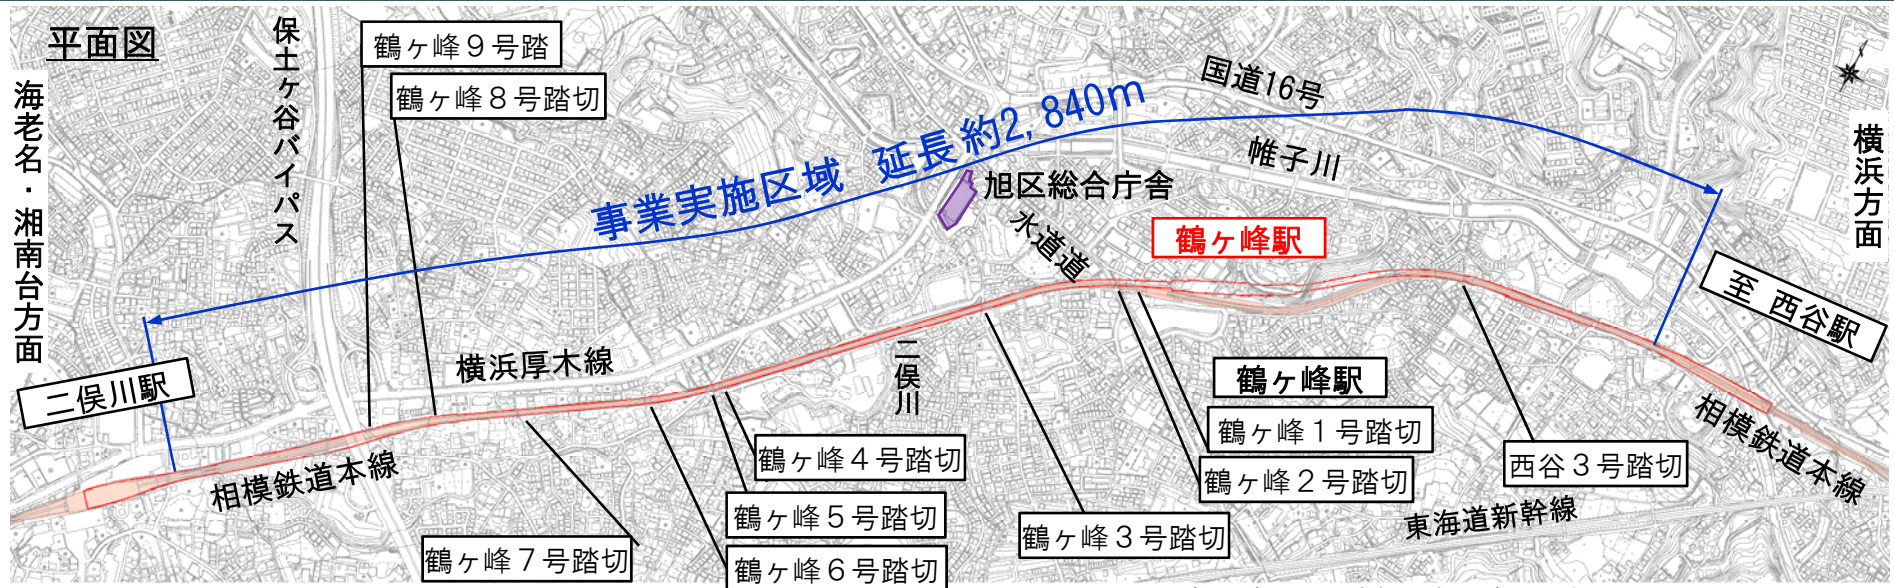 平面図
海老名・湘南台方面
保土ヶ谷バイパス
鶴ヶ峰９号踏
鶴ヶ峰８号踏切
事業実施区域 延長約2,840m
国道16号
帷子川
旭区総合庁舎
水道道
鶴ヶ峰駅
横浜方面
至 西谷駅
二俣川駅
横浜厚木線
二俣川
鶴ヶ峰駅
鶴ヶ峰１号踏切
鶴ヶ峰２号踏切
鶴ヶ峰４号踏切
西谷３号踏切
相模鉄道本線
相模鉄道本線
鶴ヶ峰５号踏切
鶴ヶ峰３号踏切
東海道新幹線
鶴ヶ峰７号踏切
鶴ヶ峰６号踏切